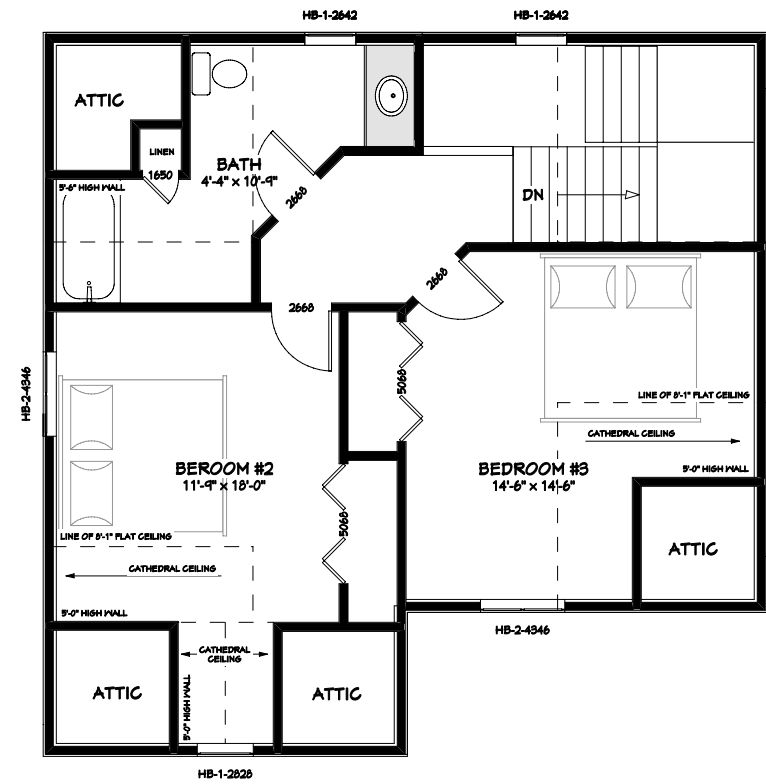 HB-1-2642
HB-1-2642
ATTIC
LINEN
1650
BATH
4'-4" x 10'-9"
5'-6" HIGH WALL
2668
DN
2668
2668
HB-2-4346
5068
LINE OF 8'-1" FLAT CEILING
CATHEDRAL CEILING
5'-0" HIGH WALL
BEROOM #2
11'-9" x 18'-0"
BEDROOM #3
14'-6" x 14'-6"
5068
LINE OF 8'-1" FLAT CEILING
CATHEDRAL CEILING
5'-0" HIGH WALL
ATTIC
HB-2-4346
CATHEDRAL
CEILING
5'-0" HIGH WALL
ATTIC
ATTIC
HB-1-2828